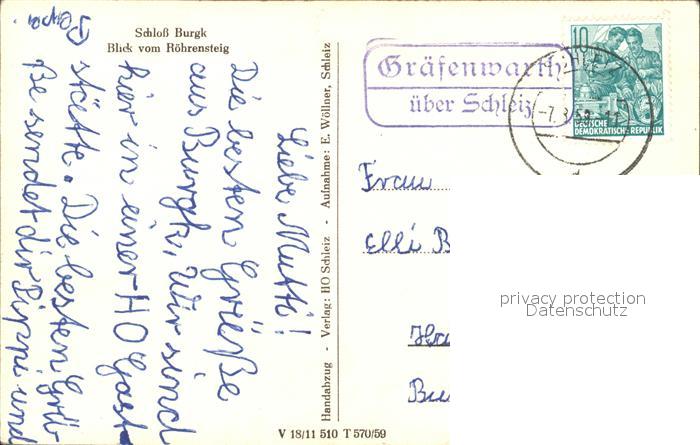 Schloß Burgk
Blick vom Röhrensteig
Liebe Mutti!
Die besten Grüße
aus Burgk, Wir sind
hier in einer HO Gast
stätte. Die besten Grü
ße sendet dir Pippi und
Papa.
Handabzug - Verlag: HO Schleiz - Aufnahme: E. Wöllner, Schleiz
V 18/11 510 T 570/59
Gräfenwarth
über Schleiz
10
DEUTSCHE
DEMOKRATISCHE REPUBLIK
Frau
Elli B
privacy protection
Datenschutz